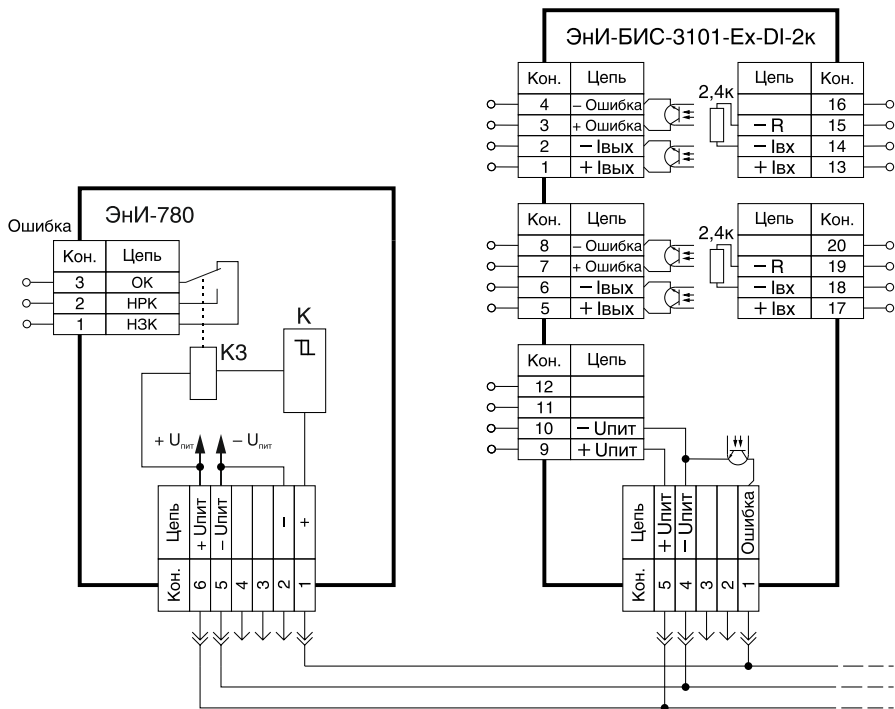 ЭнИ-780
Ошибка
Кон. Цепь
3 ОК
2 НРК
1 НЗК
К
К3
+ Uпит – Uпит
Цепь + Uпит – Uпит – +
Кон. 6 5 4 3 2 1
ЭнИ-БИС-3101-Ех-DI-2к
Кон. Цепь
4 – Ошибка
3 + Ошибка
2 – Iвых
1 + Iвых
2,4к
Цепь Кон.
16
– R 15
– Iвх 14
+ Iвх 13
Кон. Цепь
8 – Ошибка
7 + Ошибка
6 – Iвых
5 + Iвых
2,4к
Цепь Кон.
20
– R 19
– Iвх 18
+ Iвх 17
Кон. Цепь
12
11
10 – Uпит
9 + Uпит
Цепь + Uпит – Uпит Ошибка
Кон. 5 4 3 2 1